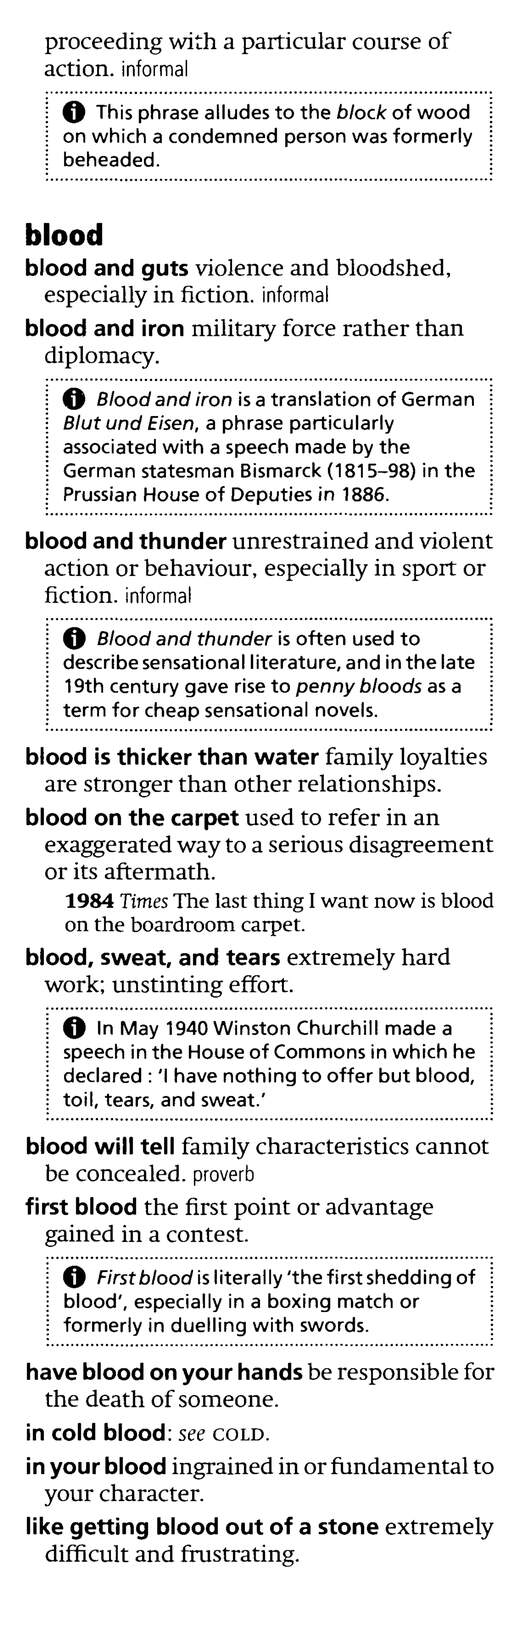 proceeding with a particular course of
action. informal
This phrase alludes to the block of wood
on which a condemned person was formerly
beheaded.
blood
blood and guts violence and bloodshed,
especially in fiction. informal
blood and iron military force rather than
diplomacy.
Blood and iron is a translation of German
Blut und Eisen, a phrase particularly
associated with a speech made by the
German statesman Bismarck (1815–98) in the
Prussian House of Deputies in 1886.
blood and thunder unrestrained and violent
action or behaviour, especially in sport or
fiction. informal
Blood and thunder is often used to
describe sensational literature, and in the late
19th century gave rise to penny bloods as a
term for cheap sensational novels.
blood is thicker than water family loyalties
are stronger than other relationships.
blood on the carpet used to refer in an
exaggerated way to a serious disagreement
or its aftermath.
1984 Times The last thing I want now is blood
on the boardroom carpet.
blood, sweat, and tears extremely hard
work; unstinting effort.
In May 1940 Winston Churchill made a
speech in the House of Commons in which he
declared : 'I have nothing to offer but blood,
toil, tears, and sweat.'
blood will tell family characteristics cannot
be concealed. proverb
first blood the first point or advantage
gained in a contest.
First blood is literally 'the first shedding of
blood', especially in a boxing match or
formerly in duelling with swords.
have blood on your hands be responsible for
the death of someone.
in cold blood: see COLD.
in your blood ingrained in or fundamental to
your character.
like getting blood out of a stone extremely
difficult and frustrating.